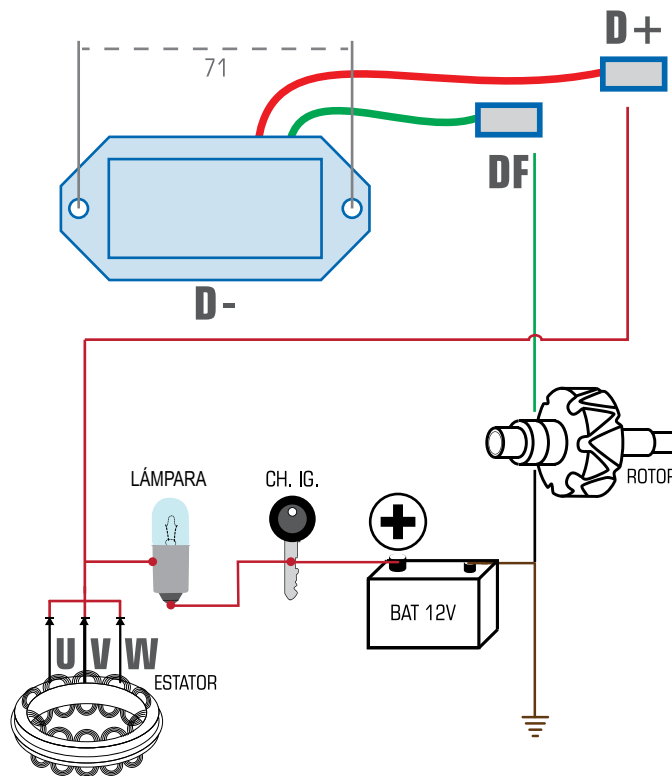 D+
71
DF
D-
LÁMPARA
CH. IG.
ROTOR
BAT 12V
U V W
ESTATOR